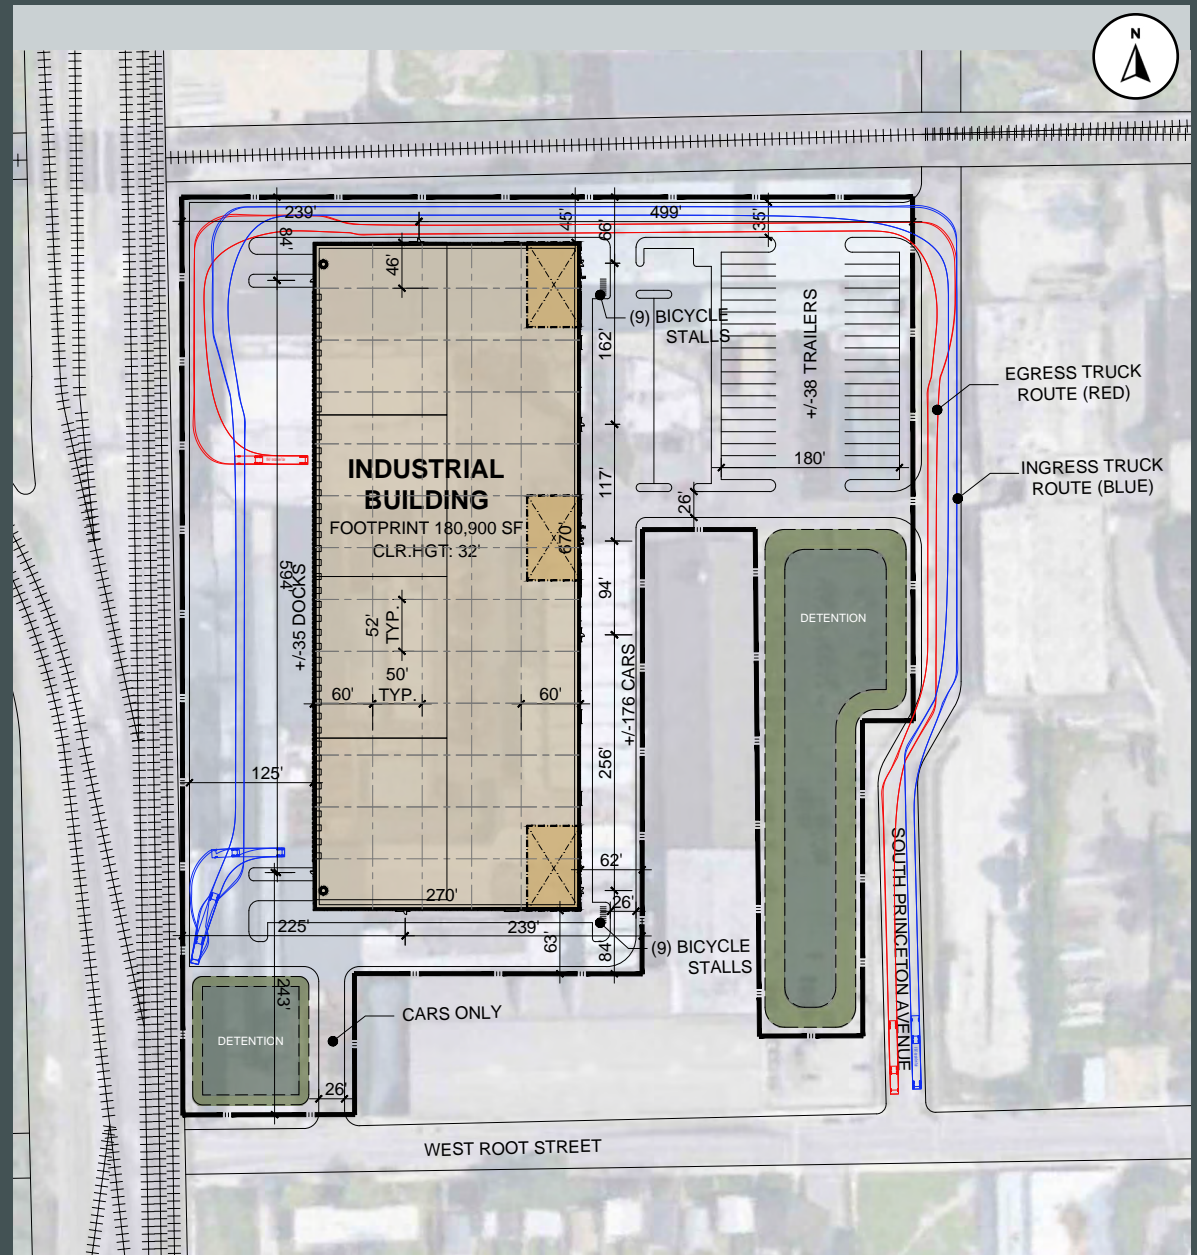 N
239'
499'
45'
66'
35'
84'
46'
(9) BICYCLE
STALLS
162'
+/-38 TRAILERS
EGRESS TRUCK
ROUTE (RED)
INGRESS TRUCK
ROUTE (BLUE)
180'
117'
26'
INDUSTRIAL
BUILDING
FOOTPRINT 180,900 SF
CLR.HGT: 32'
670'
594'
+/-35 DOCKS
94'
52'
TYP.
50'
TYP.
60'
60'
DETENTION
+/-176 CARS
256'
125'
62'
270'
26'
225'
239'
63'
84'
(9) BICYCLE
STALLS
SOUTH PRINCETON AVENUE
243'
CARS ONLY
DETENTION
26'
WEST ROOT STREET